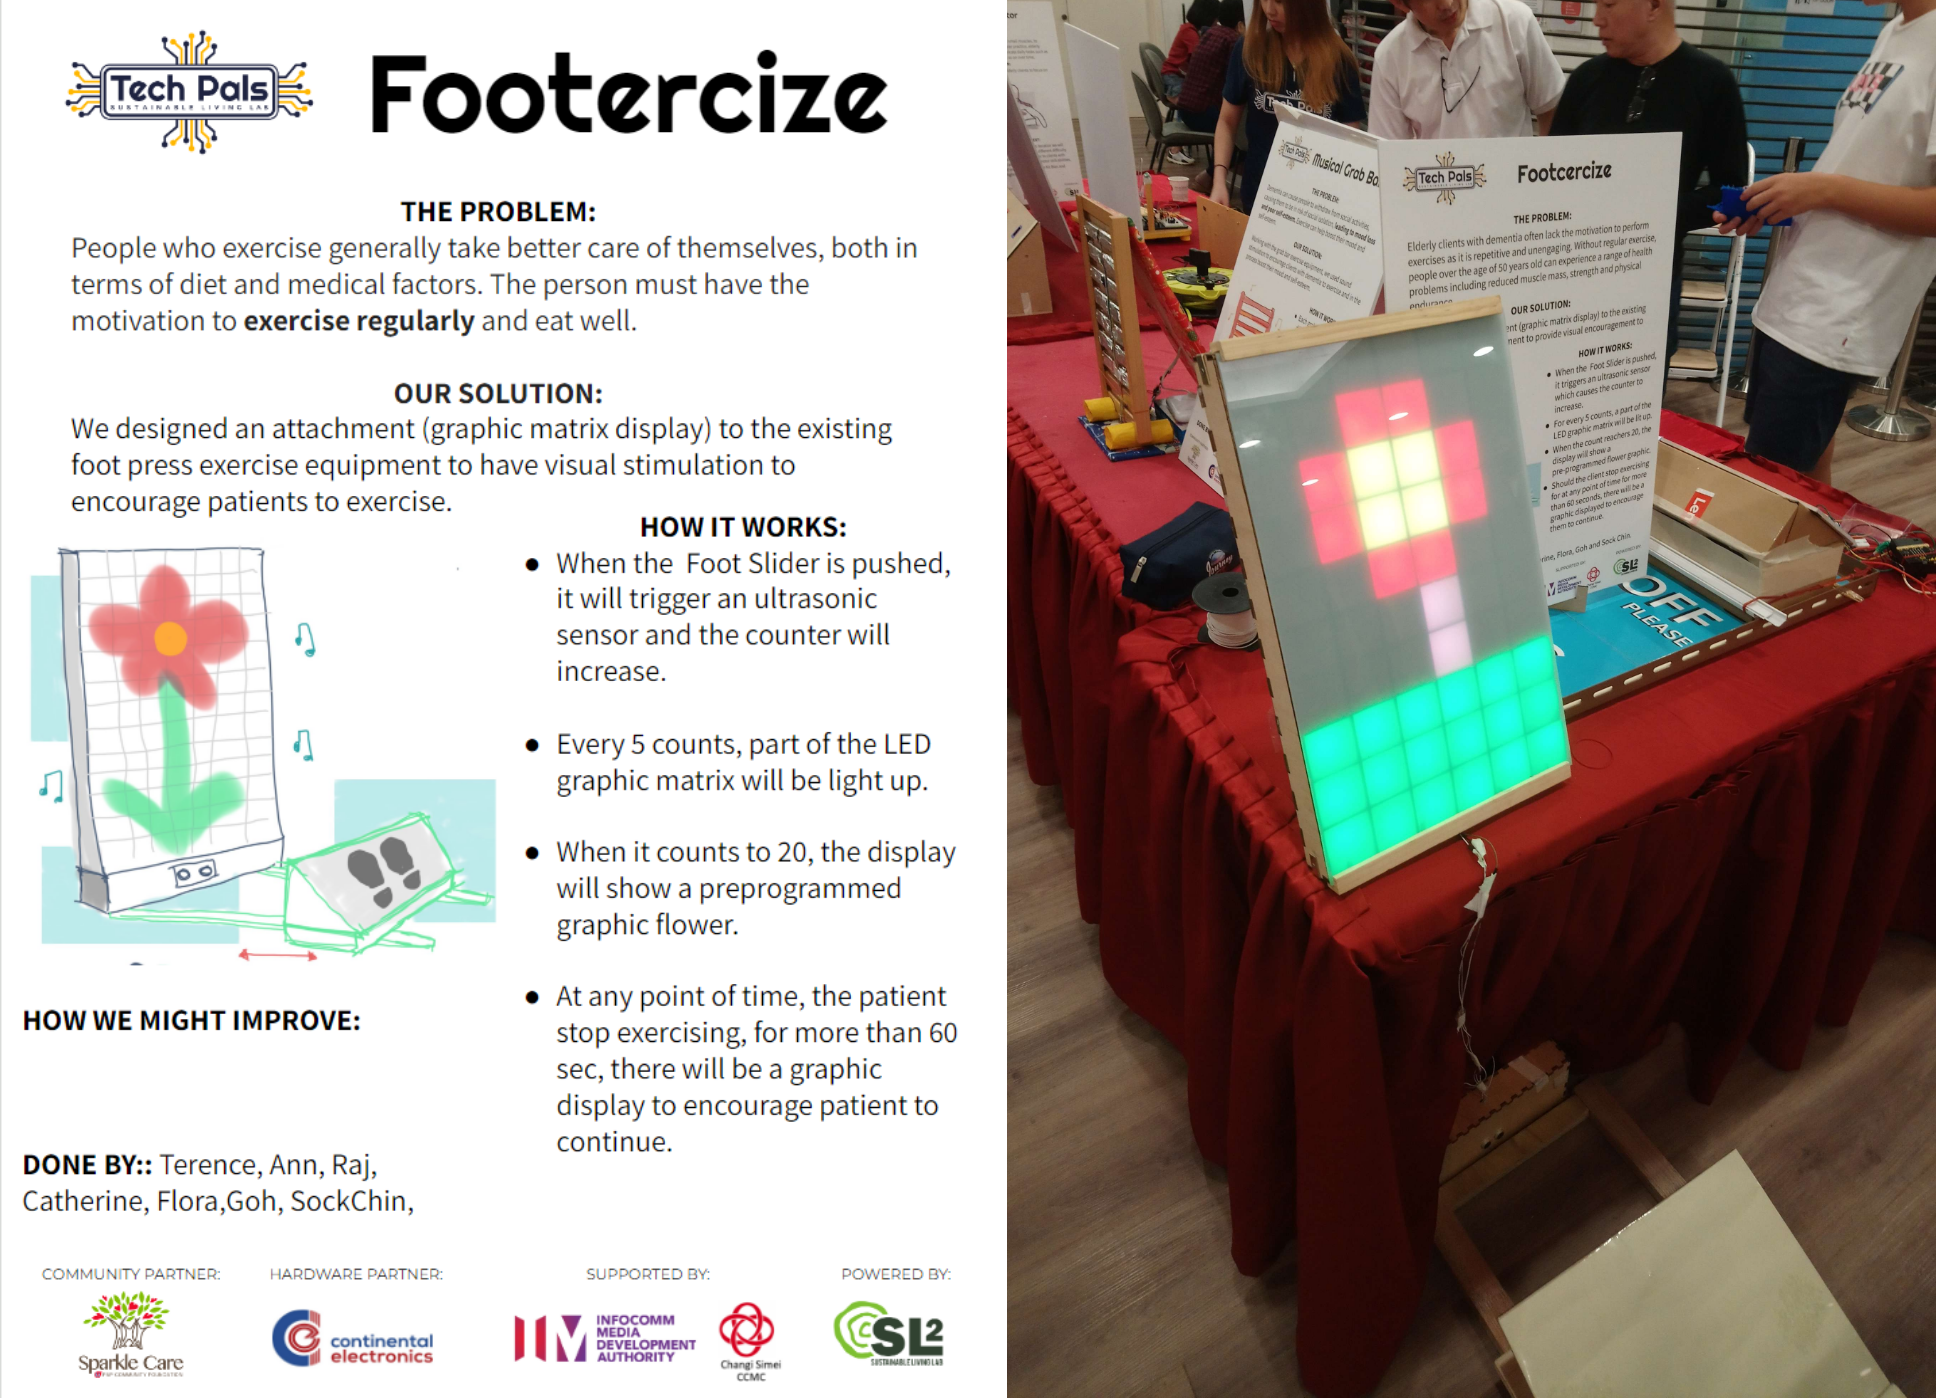 Tech Pals
SUSTAINABLE LIVING LAB
Footercize
THE PROBLEM:
People who exercise generally take better care of themselves, both in
terms of diet and medical factors. The person must have the
motivation to exercise regularly and eat well.
OUR SOLUTION:
We designed an attachment (graphic matrix display) to the existing
foot press exercise equipment to have visual stimulation to
encourage patients to exercise.
HOW IT WORKS:
● When the Foot Slider is pushed,
it will trigger an ultrasonic
sensor and the counter will
increase.
● Every 5 counts, part of the LED
graphic matrix will be light up.
● When it counts to 20, the display
will show a preprogrammed
graphic flower.
● At any point of time, the patient
stop exercising, for more than 60
sec, there will be a graphic
display to encourage patient to
continue.
HOW WE MIGHT IMPROVE:
DONE BY:: Terence, Ann, Raj,
Catherine, Flora,Goh, SockChin,
COMMUNITY PARTNER:
Sparkle Care
HARDWARE PARTNER:
continental
electronics
SUPPORTED BY:
INFOCOMM
MEDIA
DEVELOPMENT
AUTHORITY
Changi Simei
CCMC
POWERED BY:
CSL2
SUSTAINABLE LIVING LAB
Tech Pals
Musical Grab Ba
THE PROBLEM:
OUR SOLUTION:
Tech Pals
Footcercize
THE PROBLEM:
Elderly clients with dementia often lack the motivation to perform
exercises as it is repetitive and unengaging. Without regular exercise,
people over the age of 50 years old can experience a range of health
problems including reduced muscle mass, strength and physical
endurance
OUR SOLUTION:
nt (graphic matrix display) to the existing
ment to provide visual encouragement to
HOW IT WORKS:
● When the Foot Slider is pushed,
it triggers an ultrasonic sensor
which causes the counter to
increase.
● For every 5 counts, a part of the
LED graphic matrix will be lit up.
● When the count reachers 20, the
display will show a
pre-programmed flower graphic.
● Should the client stop exercising
for at any point of time for more
than 60 seconds, there will be a
graphic displayed to encourage
them to continue.
rine, Flora, Goh and Sock Chin.
SUPPORTED BY
POWERED BY
CSL2
OFF
PLEASE
Journey